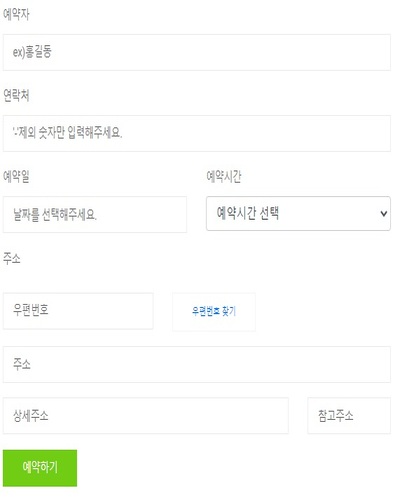 예약자
ex)홍길동
연락처
'-'제외 숫자만 입력해주세요.
예약일 예약시간
날짜를 선택해주세요. 예약시간 선택
주소
우편번호 우편번호 찾기
주소
상세주소 참고주소
예약하기